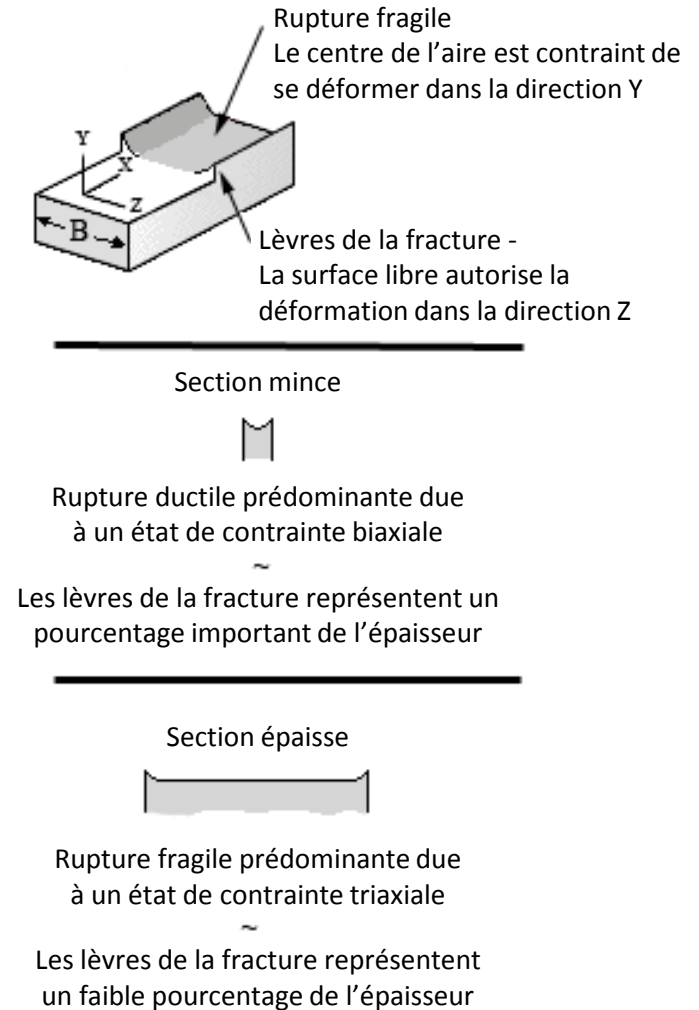 Rupture fragile
Le centre de l’aire est contraint de
se déformer dans la direction Y
Y
X
Z
B
Lèvres de la fracture -
La surface libre autorise la
déformation dans la direction Z
Section mince
Rupture ductile prédominante due
à un état de contrainte biaxiale
~
Les lèvres de la fracture représentent un
pourcentage important de l’épaisseur
Section épaisse
Rupture fragile prédominante due
à un état de contrainte triaxiale
~
Les lèvres de la fracture représentent
un faible pourcentage de l’épaisseur